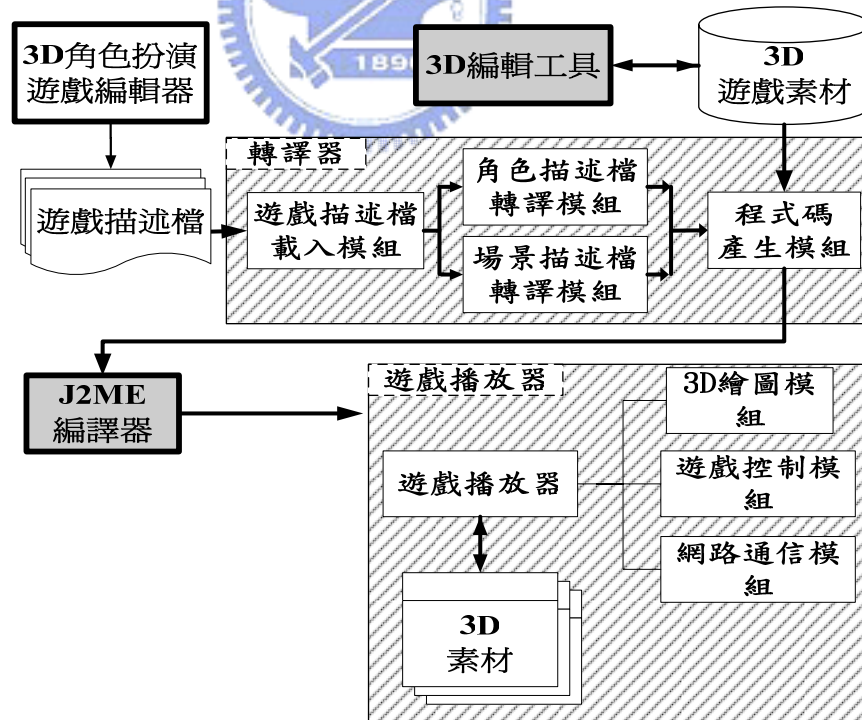 3D角色扮演
遊戲編輯器
189
3D編輯工具
3D
遊戲素材
轉譯器
遊戲描述檔
遊戲描述檔
載入模組
角色描述檔
轉譯模組
場景描述檔
轉譯模組
程式碼
產生模組
J2ME
編譯器
遊戲播放器
3D繪圖模
組
遊戲播放器
遊戲控制模
組
網路通信模
組
3D
素材